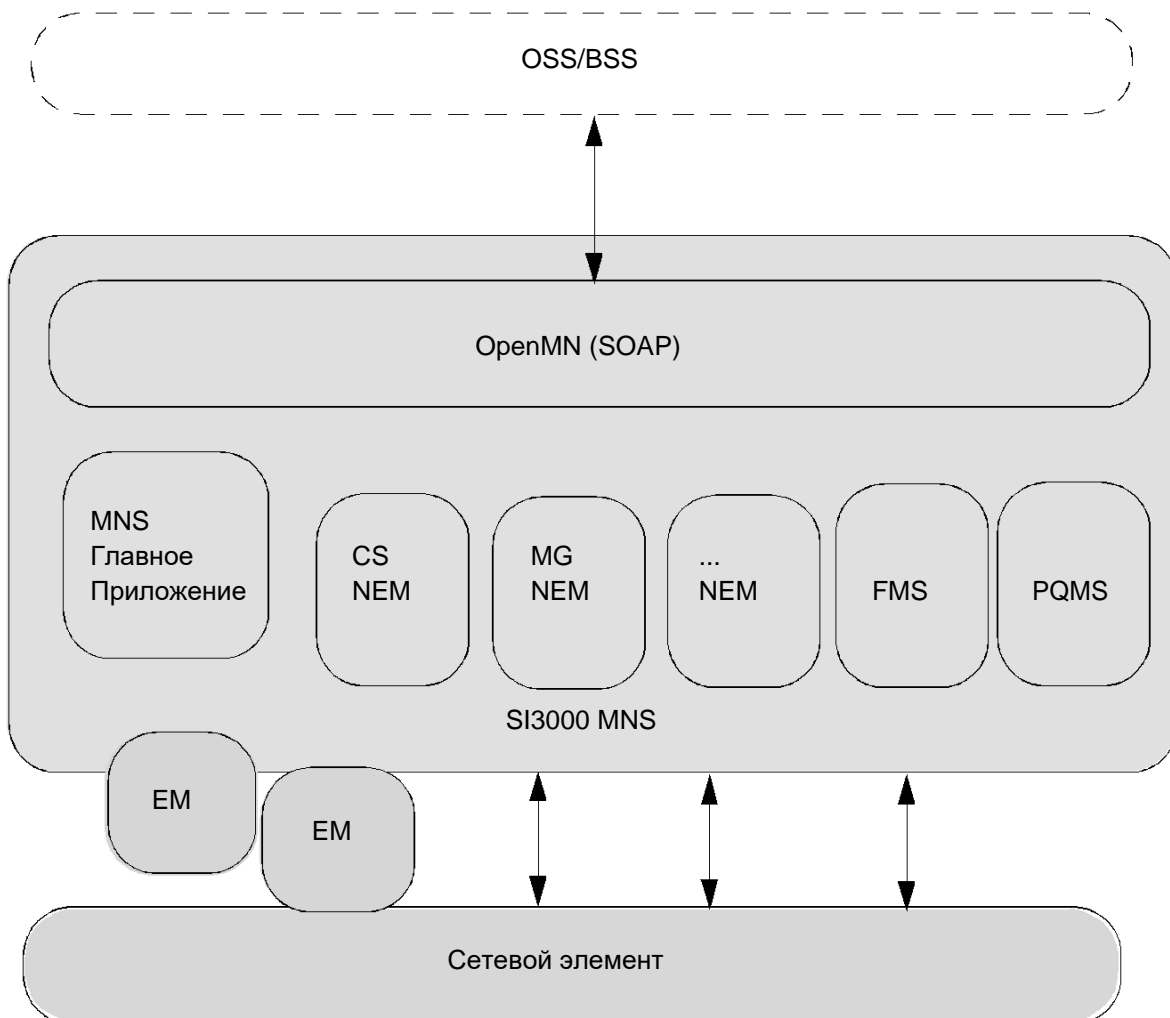 OSS/BSS
OpenMN (SOAP)
MNS
Главное
Приложение
CS
NEM
MG
NEM
...
NEM
FMS
PQMS
SI3000 MNS
EM
EM
Сетевой элемент